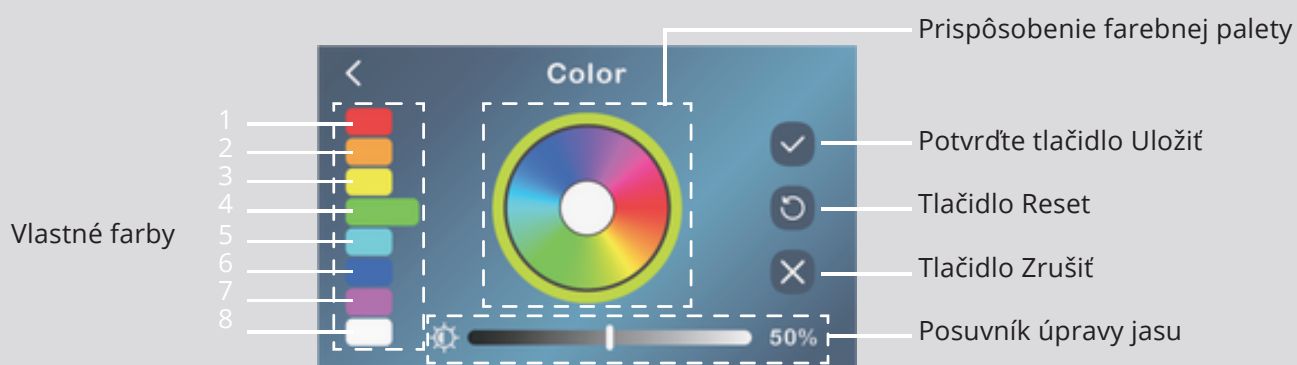 Prispôsobenie farebnej palety
Color
1
2
3
4
5
6
7
8
Vlastné farby
Potvrďte tlačidlo Uložiť
Tlačidlo Reset
Tlačidlo Zrušiť
50%
Posuvník úpravy jasu